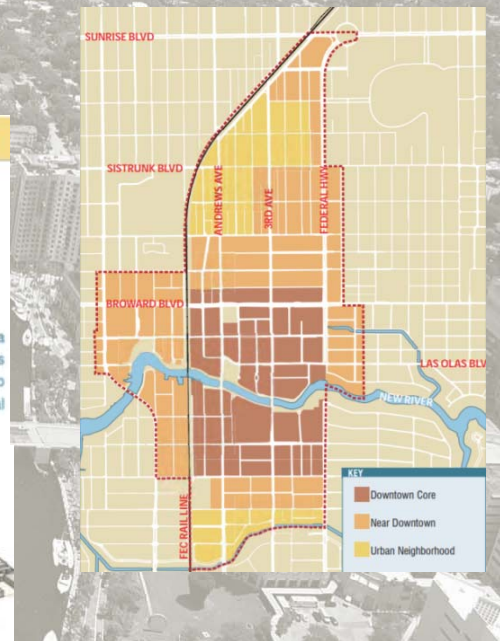 SUNRISE BLVD
SISTRUNK BLVD
ANDREWS AVE
3RD AVE
FEDERAL HWY
BROWARD BLVD
LAS OLAS BLV
NEW RIVER
FEC RAIL LINE
KEY
Downtown Core
Near Downtown
Urban Neighborhood